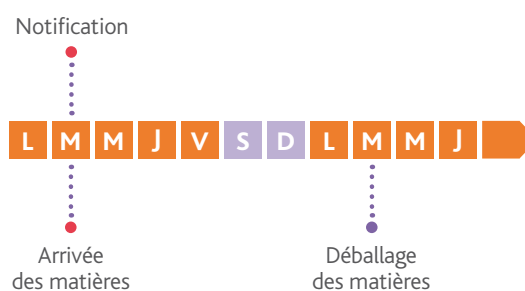 Notification
L M M J V S D L M M J
Arrivée
des matières
Déballage
des matières